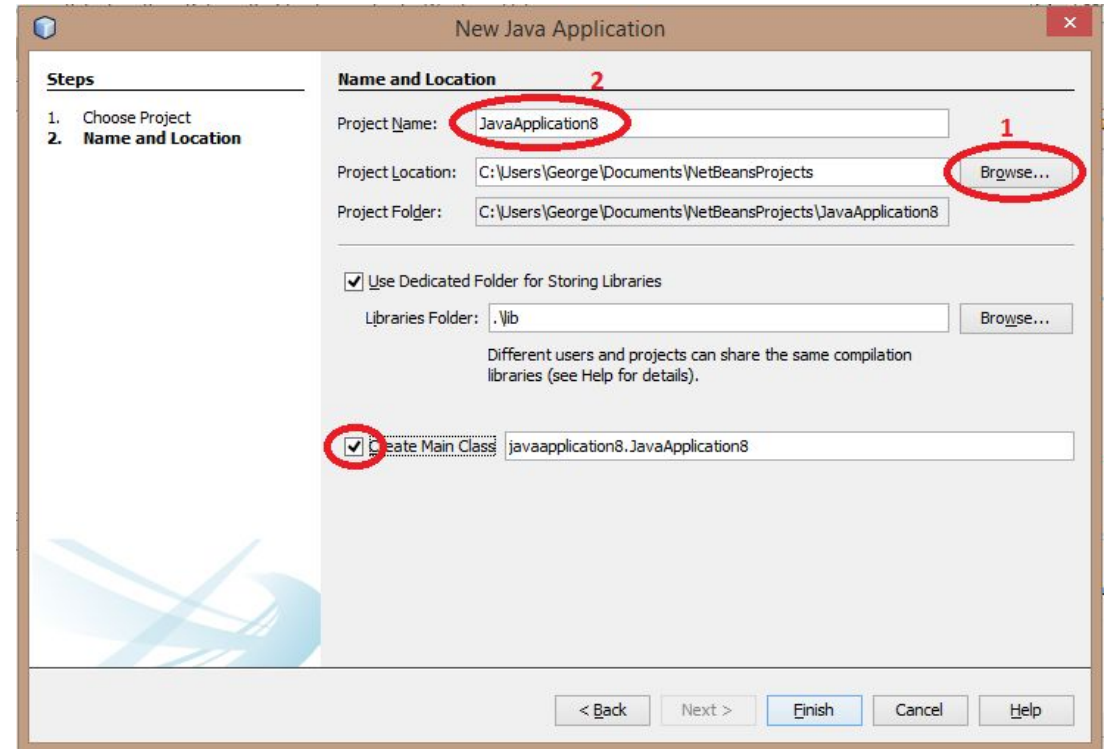 New Java Application
Steps
1. Choose Project
2. Name and Location
Name and Location
2
Project Name: JavaApplication8
1
Project Location: C:\Users\George\Documents\NetBeansProjects Browse...
Project Folder: C:\Users\George\Documents\NetBeansProjects\JavaApplication8
Use Dedicated Folder for Storing Libraries
Libraries Folder: .\lib Browse...
Different users and projects can share the same compilation
libraries (see Help for details).
Create Main Class javaapplication8.JavaApplication8
< Back Next > Finish Cancel Help